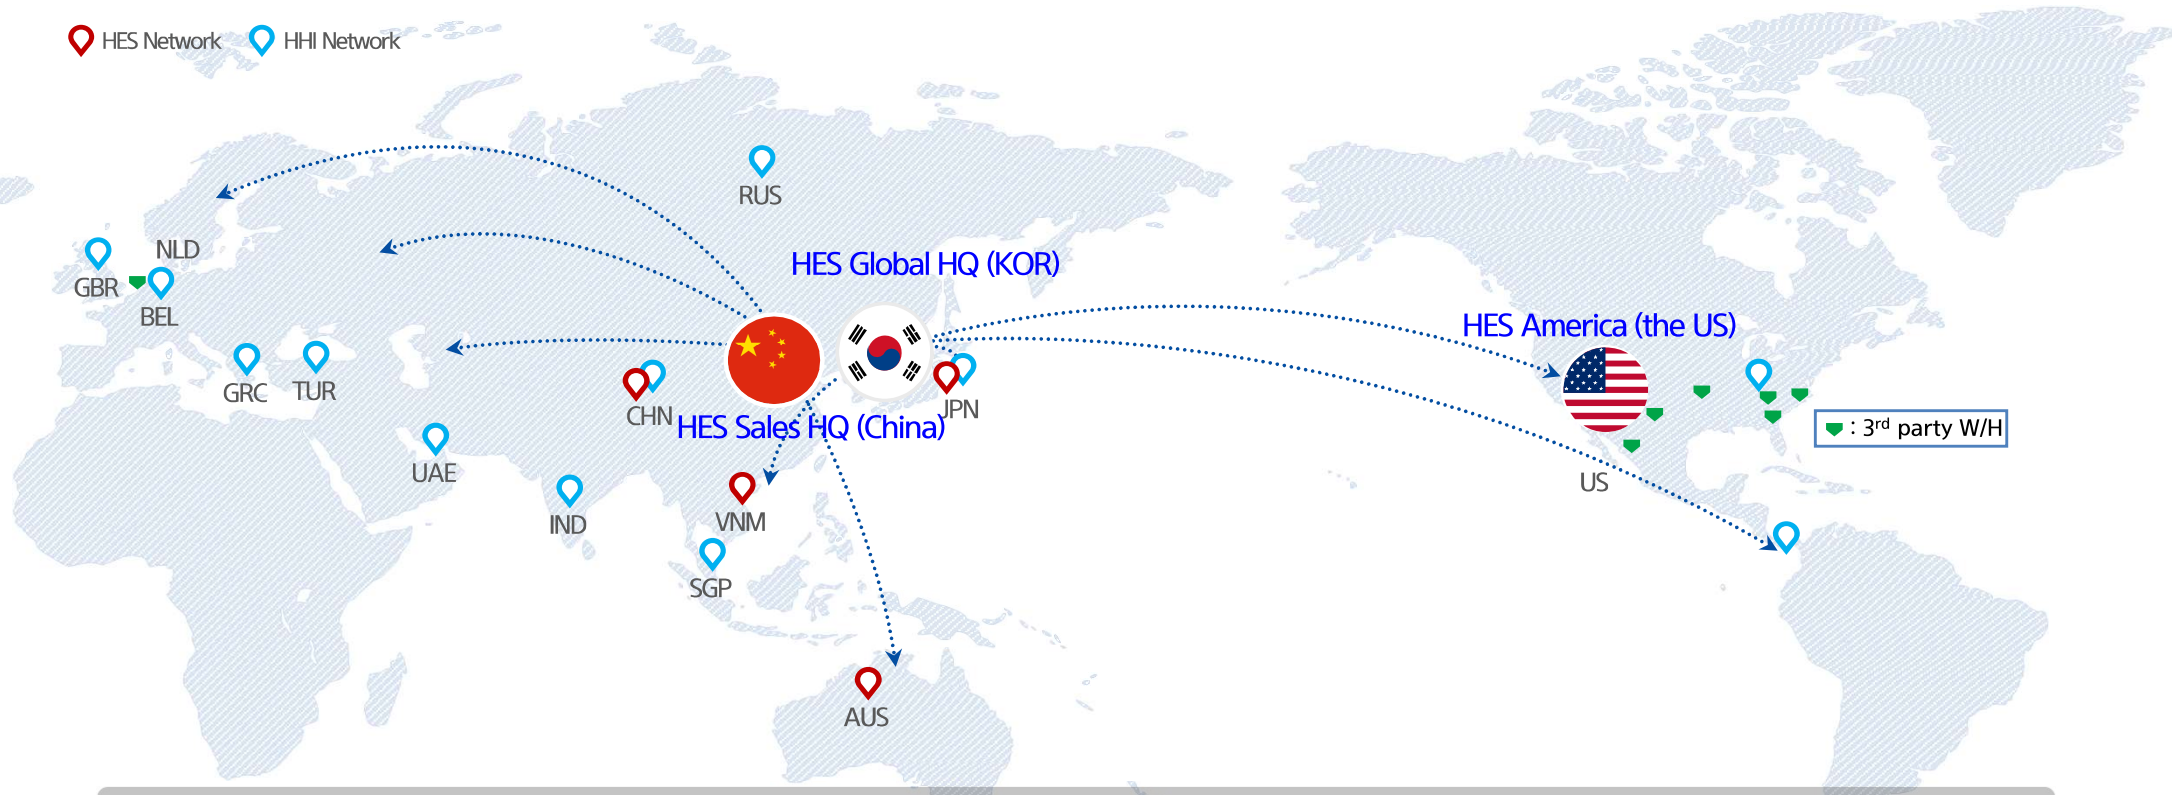 HES Network
HHI Network
RUS
NLD
HES Global HQ (KOR)
GBR
BEL
HES America (the US)
GRC
TUR
CHN
JPN
HES Sales HQ (China)
: 3rd party W/H
UAE
US
IND
VNM
SGP
AUS